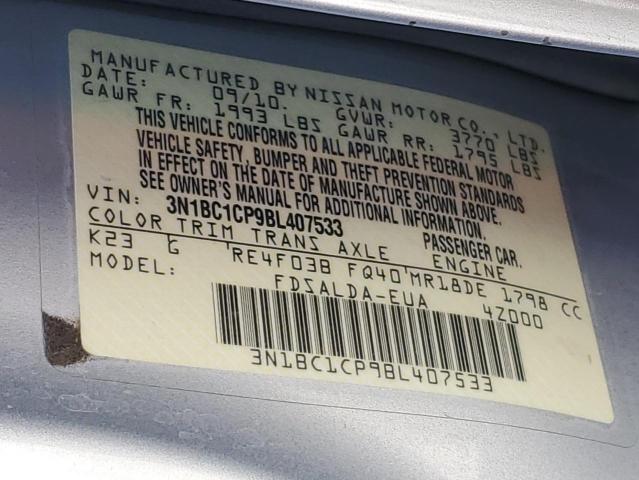 MANUFACTURED BY NISSAN MOTOR CO., LTD.
DATE: 09/10. GVWR: 3770 LBS
GAWR FR: 1993 LBS GAWR RR: 1795 LBS
THIS VEHICLE CONFORMS TO ALL APPLICABLE FEDERAL MOTOR
VEHICLE SAFETY, BUMPER AND THEFT PREVENTION STANDARDS
IN EFFECT ON THE DATE OF MANUFACTURE SHOWN ABOVE.
SEE OWNER'S MANUAL FOR ADDITIONAL INFORMATION.
VIN: 3N1BC1CP9BL407533 PASSENGER CAR.
COLOR TRIM TRANS AXLE ENGINE
K23 G RE4F03B FQ40 MR18DE 1798 CC
MODEL: FDSALDA-EUA 4Z000
3N1BC1CP9BL407533